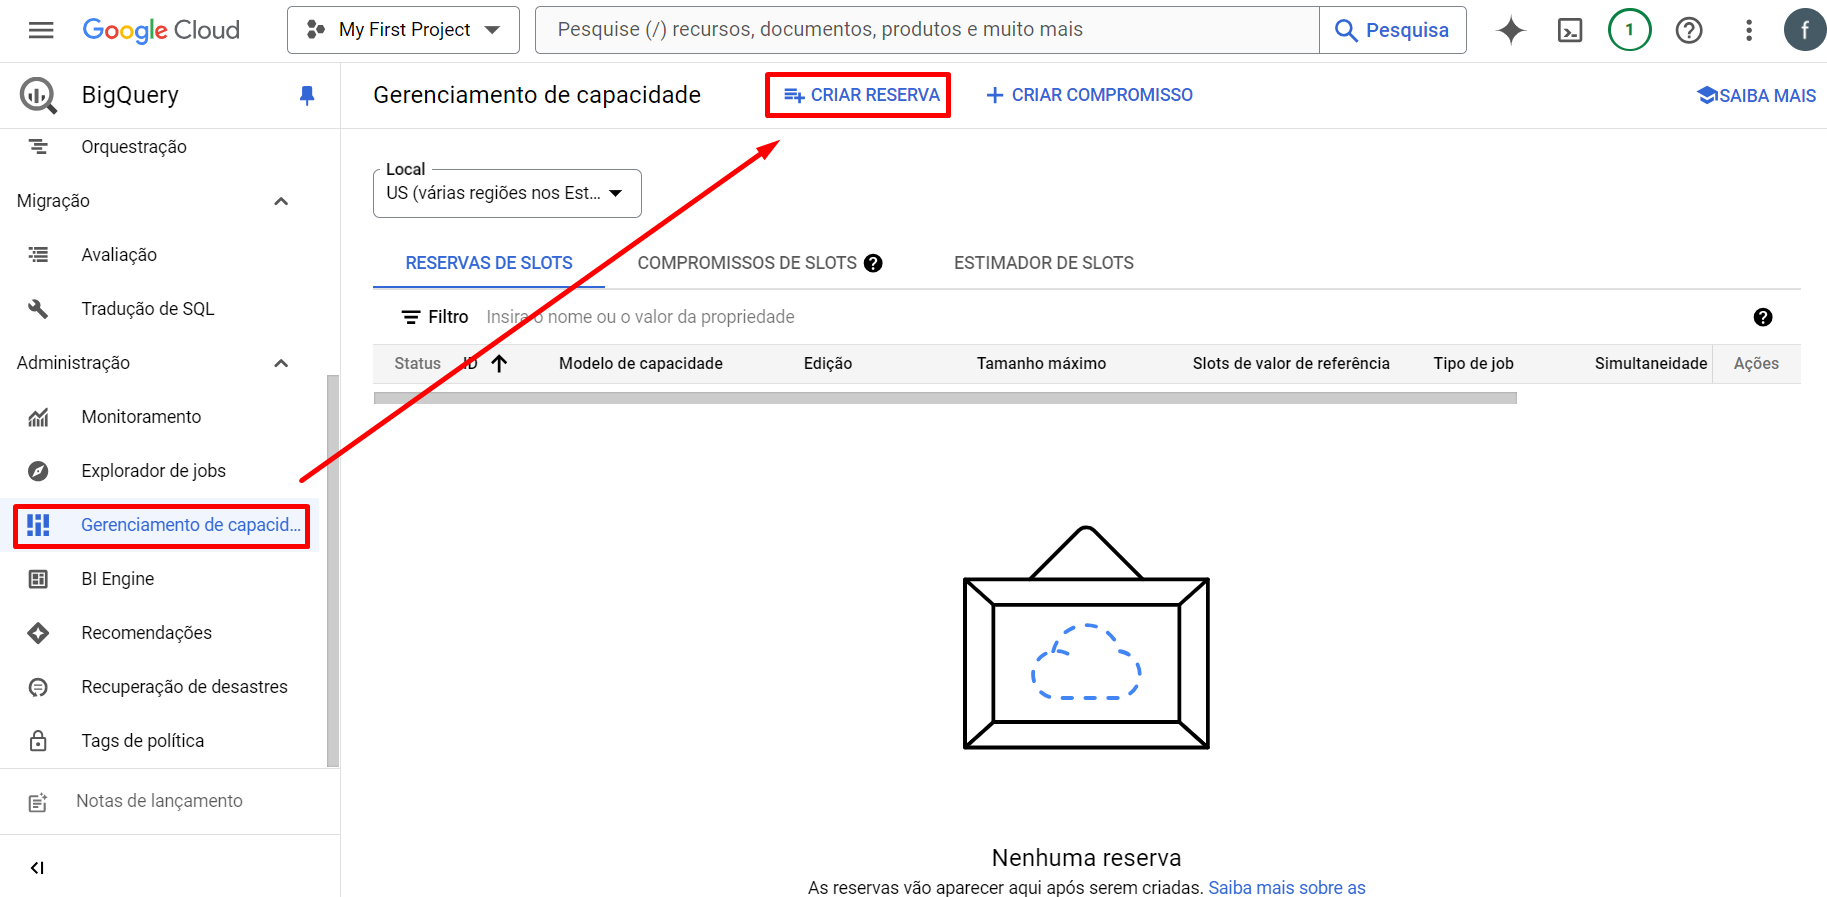 Google Cloud
My First Project
Pesquise (/) recursos, documentos, produtos e muito mais
Pesquisa
1
f
BigQuery
Gerenciamento de capacidade
CRIAR RESERVA
CRIAR COMPROMISSO
SAIBA MAIS
Orquestração
Migração
Avaliação
Tradução de SQL
Administração
Monitoramento
Explorador de jobs
Gerenciamento de capacid...
BI Engine
Recomendações
Recuperação de desastres
Tags de política
Notas de lançamento
Local
US (várias regiões nos Est...
RESERVAS DE SLOTS
COMPROMISSOS DE SLOTS
ESTIMADOR DE SLOTS
Filtro
Insira o nome ou o valor da propriedade
Status ID Modelo de capacidade Edição Tamanho máximo Slots de valor de referência Tipo de job Simultaneidade Ações
Nenhuma reserva
As reservas vão aparecer aqui após serem criadas. Saiba mais sobre as